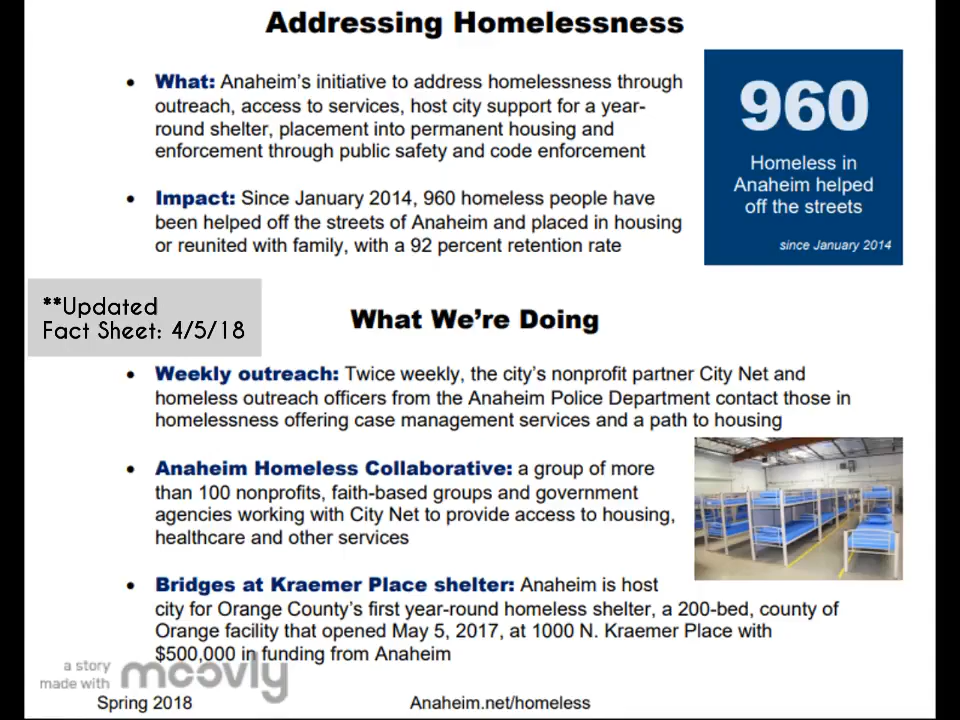 Addressing Homelessness
• What: Anaheim's initiative to address homelessness through
outreach, access to services, host city support for a year-
round shelter, placement into permanent housing and
enforcement through public safety and code enforcement
• Impact: Since January 2014, 960 homeless people have
been helped off the streets of Anaheim and placed in housing
or reunited with family, with a 92 percent retention rate
960
Homeless in
Anaheim helped
off the streets
since January 2014
**Updated
Fact Sheet: 4/5/18
What We're Doing
• Weekly outreach: Twice weekly, the city's nonprofit partner City Net and
homeless outreach officers from the Anaheim Police Department contact those in
homelessness offering case management services and a path to housing
• Anaheim Homeless Collaborative: a group of more
than 100 nonprofits, faith-based groups and government
agencies working with City Net to provide access to housing,
healthcare and other services
• Bridges at Kraemer Place shelter: Anaheim is host
city for Orange County's first year-round homeless shelter, a 200-bed, county of
Orange facility that opened May 5, 2017, at 1000 N. Kraemer Place with
$500,000 in funding from Anaheim
a story
made with
moovly
Spring 2018
Anaheim.net/homeless